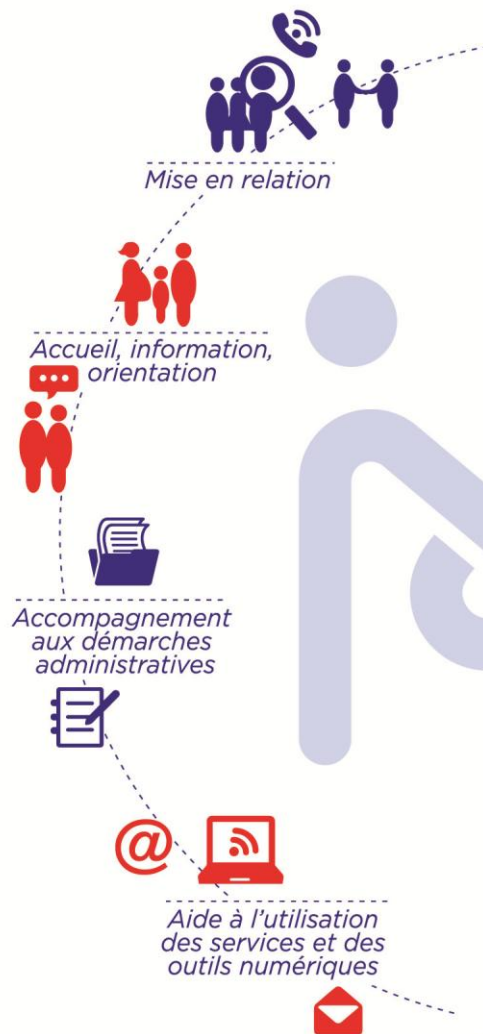 Mise en relation
Accueil, information,
orientation
Accompagnement
aux démarches
administratives
@
Aide à l'utilisation
des services et des
outils numériques